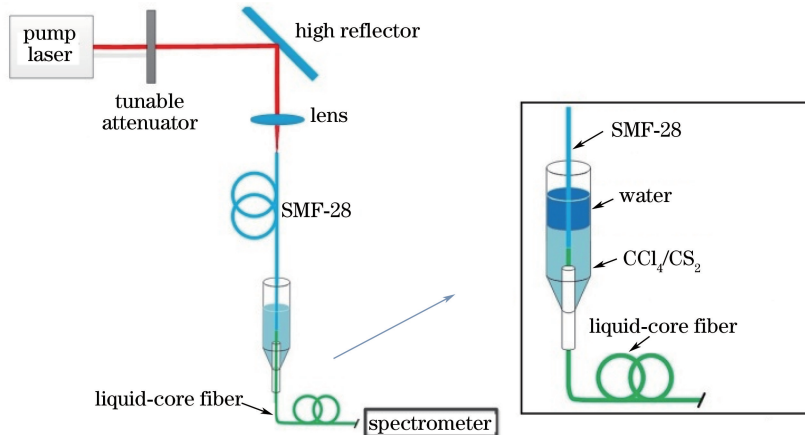 pump
laser
high reflector
tunable
attenuator
lens
SMF-28
liquid-core fiber
spectrometer
SMF-28
water
CCl₄/CS₂
liquid-core fiber